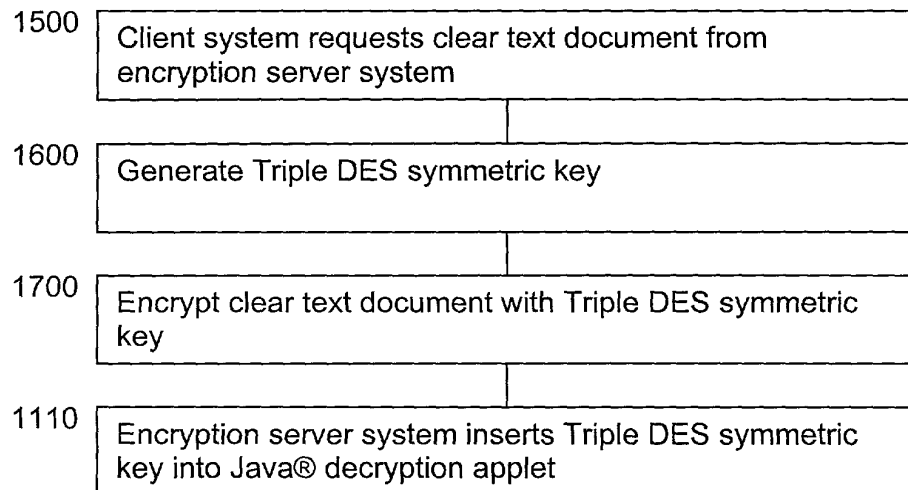 1500
Client system requests clear text document from
encryption server system
1600
Generate Triple DES symmetric key
1700
Encrypt clear text document with Triple DES symmetric
key
1110
Encryption server system inserts Triple DES symmetric
key into Java® decryption applet